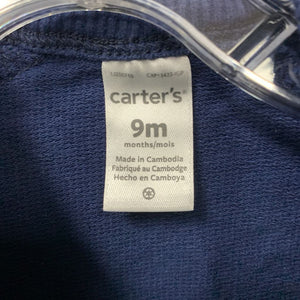 carter's
9m
months/mois
Made in Cambodia
Fabriqué au Cambodge
Hecho en Camboya